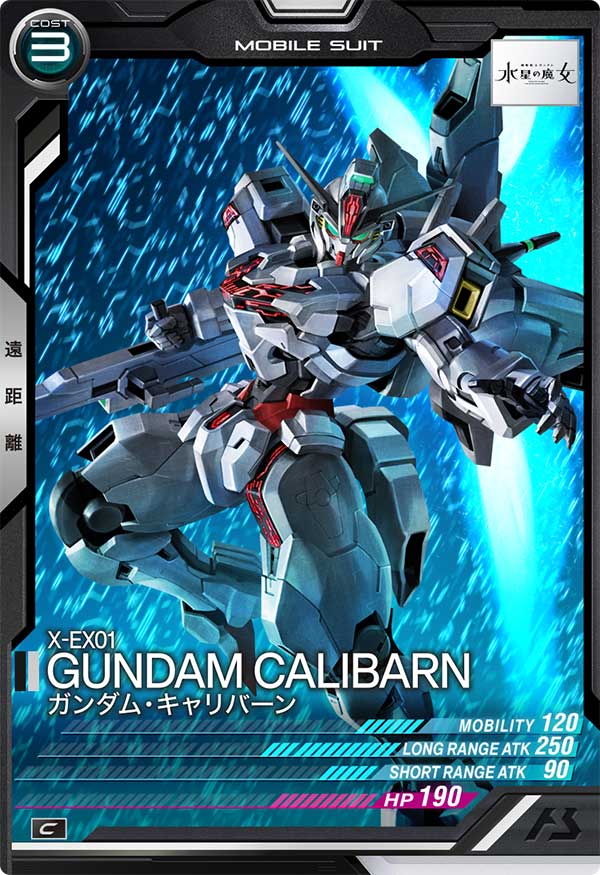 COST
3
MOBILE SUIT
水星の魔女
遠距離
X-EX01
GUNDAM CALIBARN
ガンダム・キャリバーン
MOBILITY 120
LONG RANGE ATK 250
SHORT RANGE ATK 90
HP 190
C